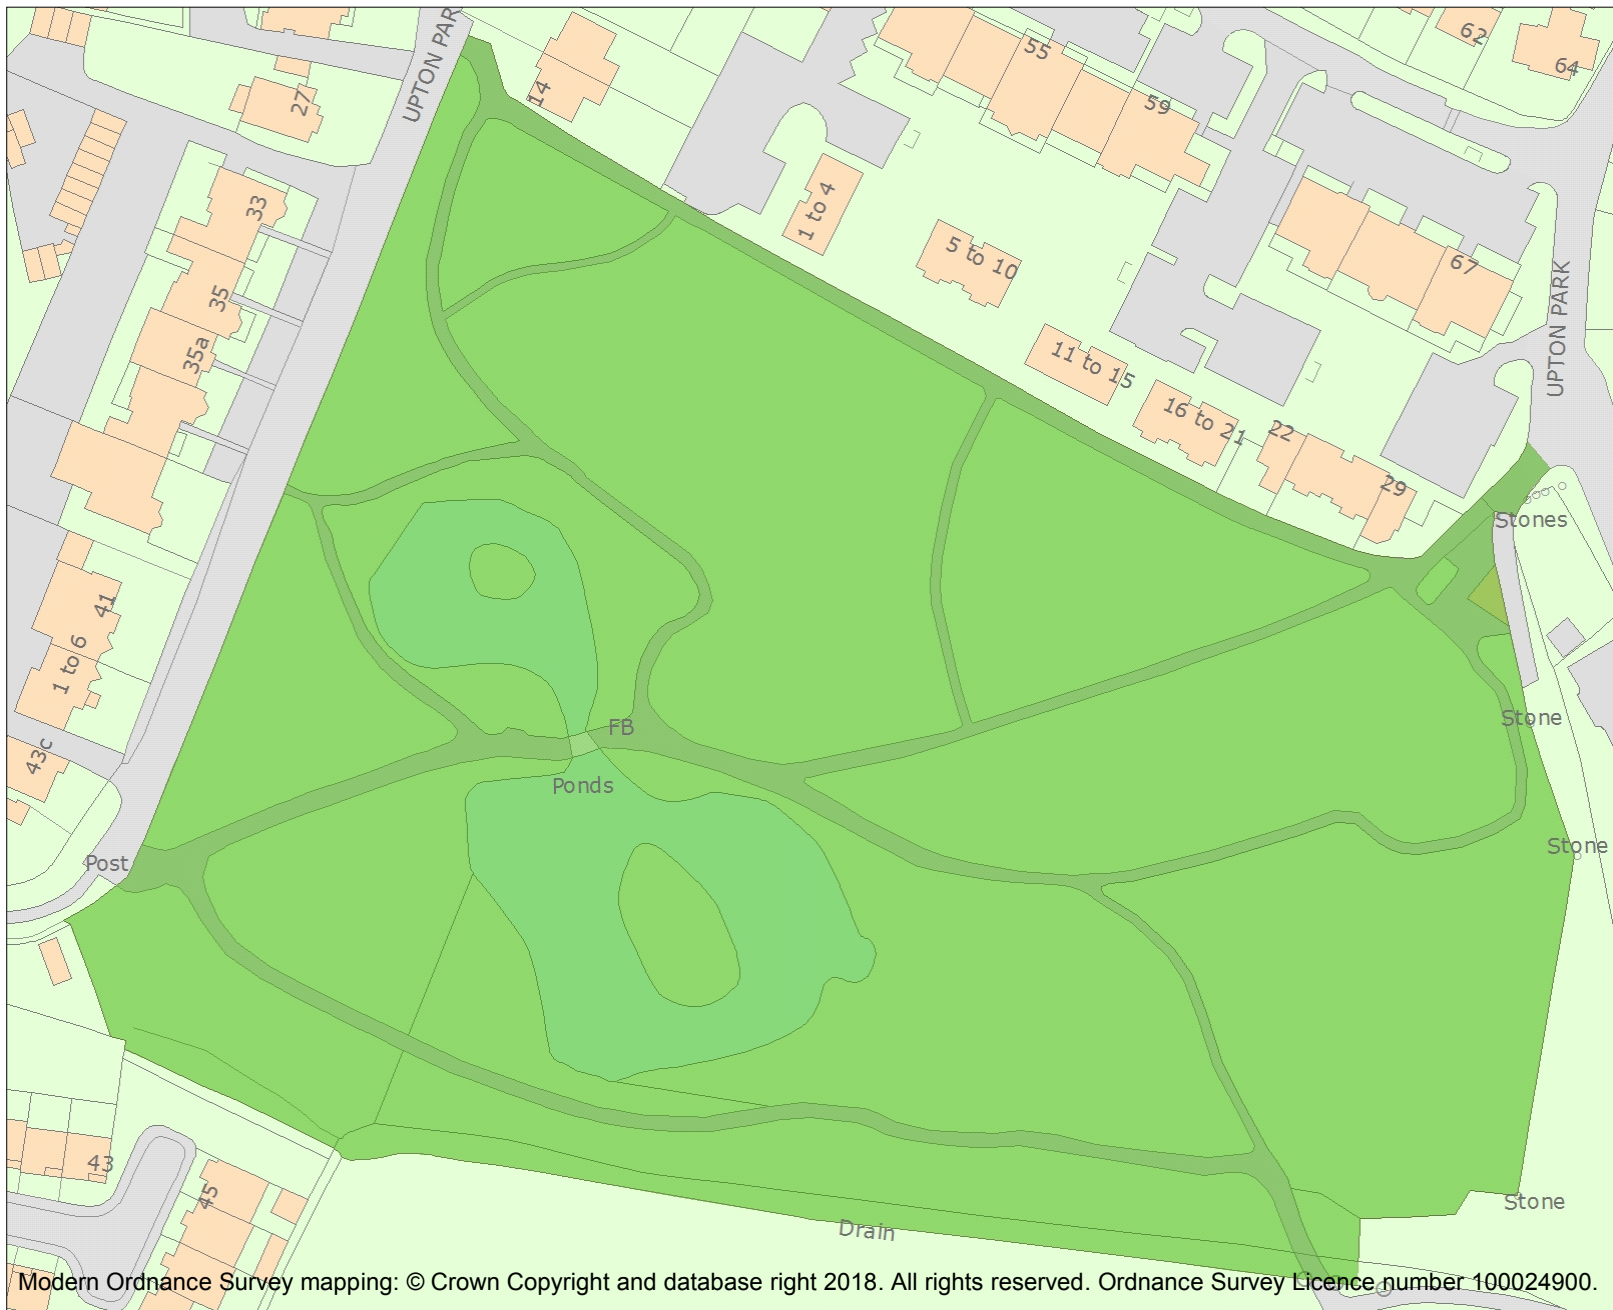 UPTON PAR
14
27
55
59
62
64
33
1 to 4
5 to 10
67
35
UPTON PARK
35a
11 to 15
16 to 21
22
29
Stones
41
1 to 6
FB
Stone
43c
Ponds
Post
Stone
43
45
Stone
Drain
Modern Ordnance Survey mapping: © Crown Copyright and database right 2018. All rights reserved. Ordnance Survey Licence number 100024900.